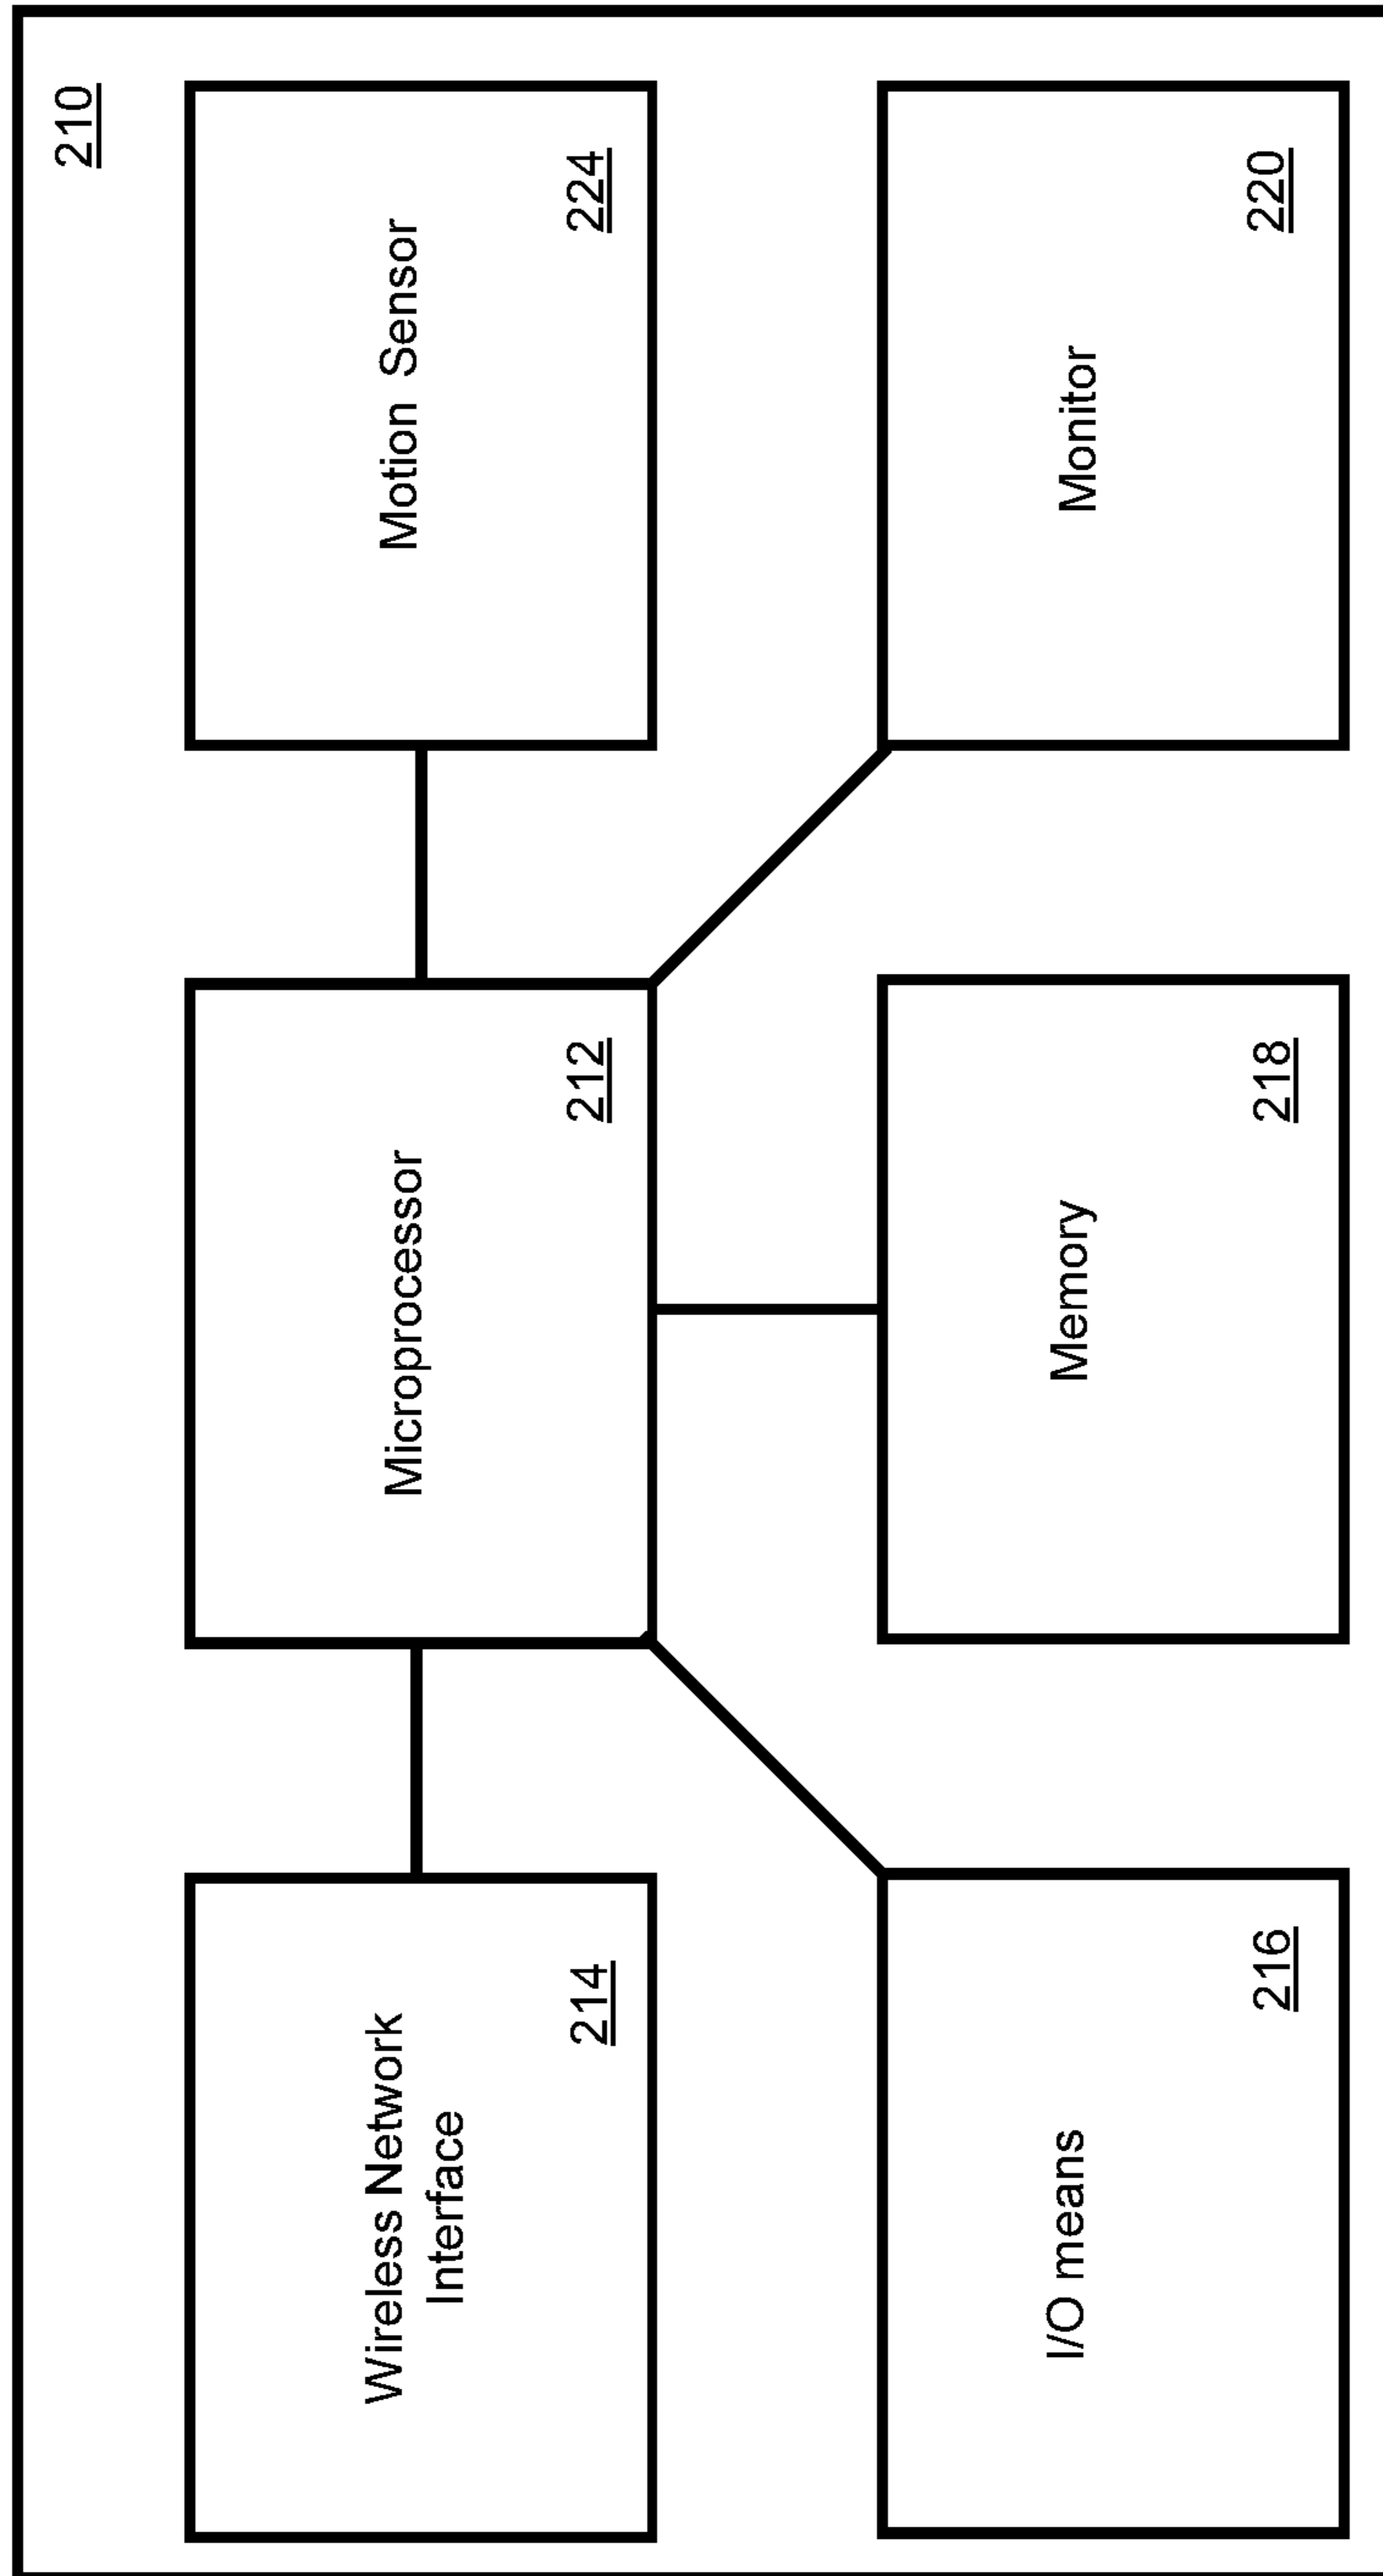 210
Wireless Network
Interface
214
Microprocessor
212
Motion Sensor
224
I/O means
216
Memory
218
Monitor
220